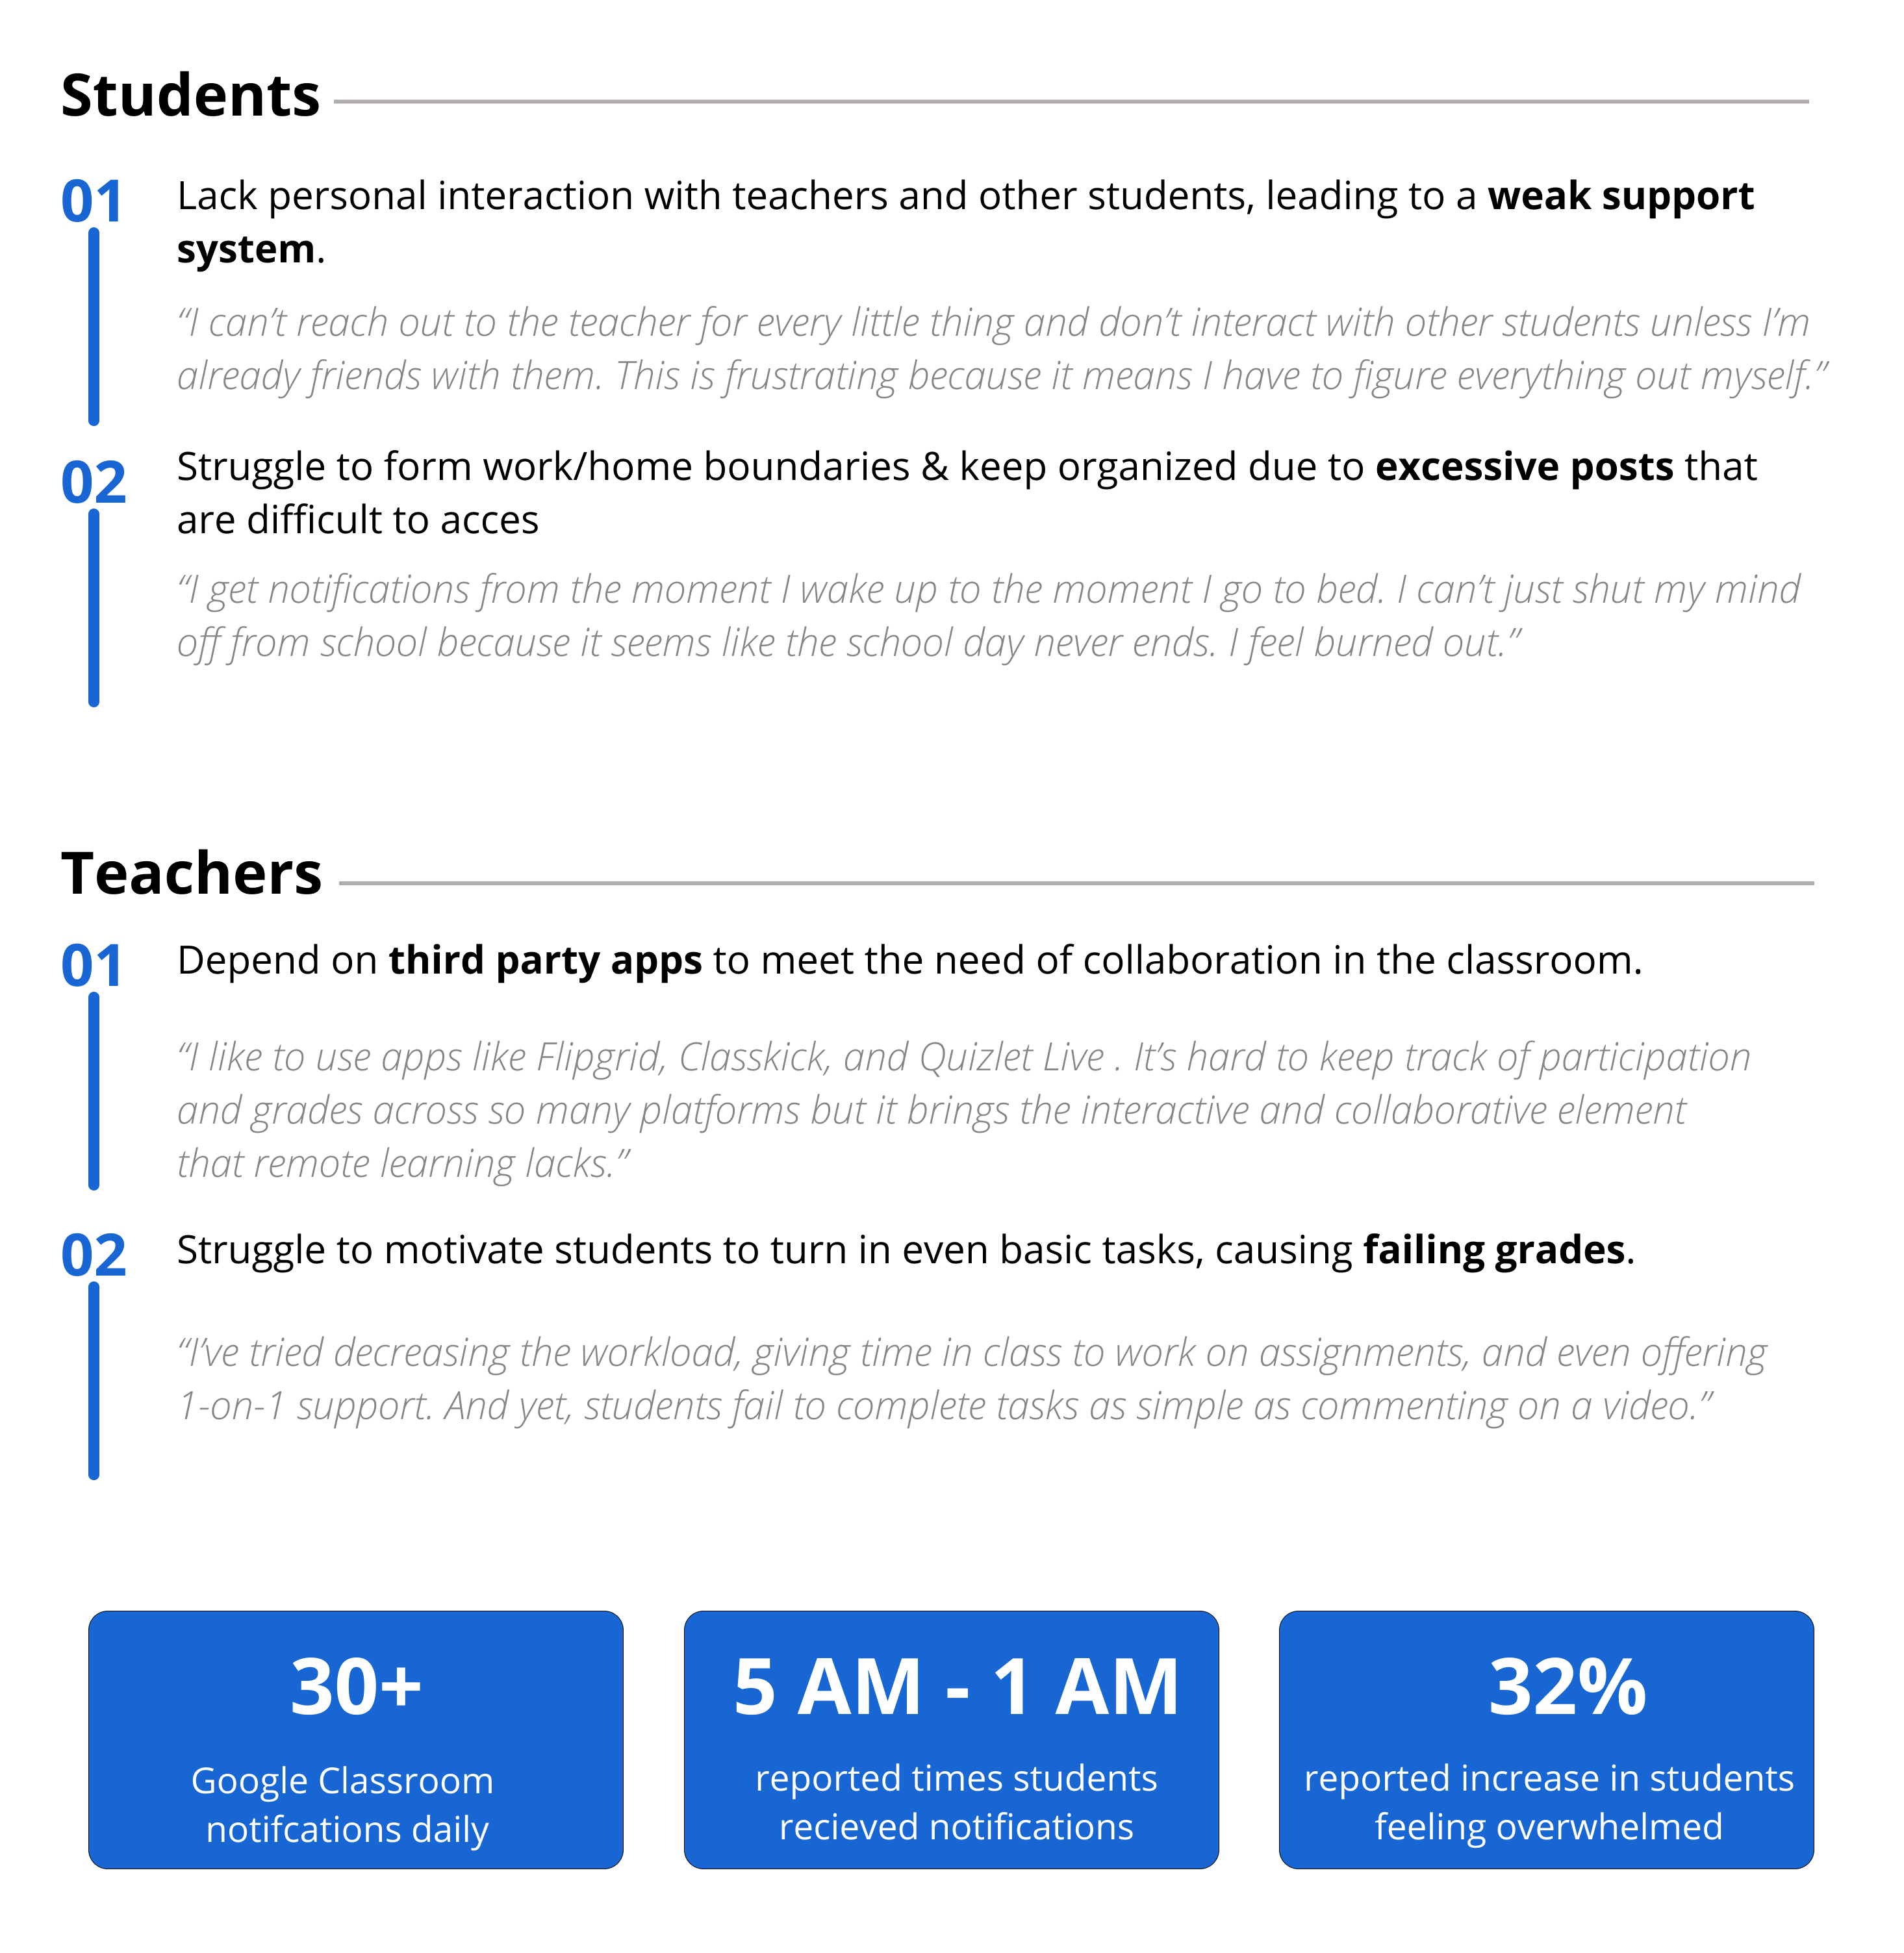 Students
01
Lack personal interaction with teachers and other students, leading to a weak support
system.
“I can’t reach out to the teacher for every little thing and don’t interact with other students unless I’m
already friends with them. This is frustrating because it means I have to figure everything out myself.”
02
Struggle to form work/home boundaries & keep organized due to excessive posts that
are difficult to acces
“I get notifications from the moment I wake up to the moment I go to bed. I can’t just shut my mind
off from school because it seems like the school day never ends. I feel burned out.”
Teachers
01
Depend on third party apps to meet the need of collaboration in the classroom.
“I like to use apps like Flipgrid, Classkick, and Quizlet Live . It’s hard to keep track of participation
and grades across so many platforms but it brings the interactive and collaborative element
that remote learning lacks.”
02
Struggle to motivate students to turn in even basic tasks, causing failing grades.
“I’ve tried decreasing the workload, giving time in class to work on assignments, and even offering
1-on-1 support. And yet, students fail to complete tasks as simple as commenting on a video.”
30+
Google Classroom
notifcations daily
5 AM - 1 AM
reported times students
recieved notifications
32%
reported increase in students
feeling overwhelmed